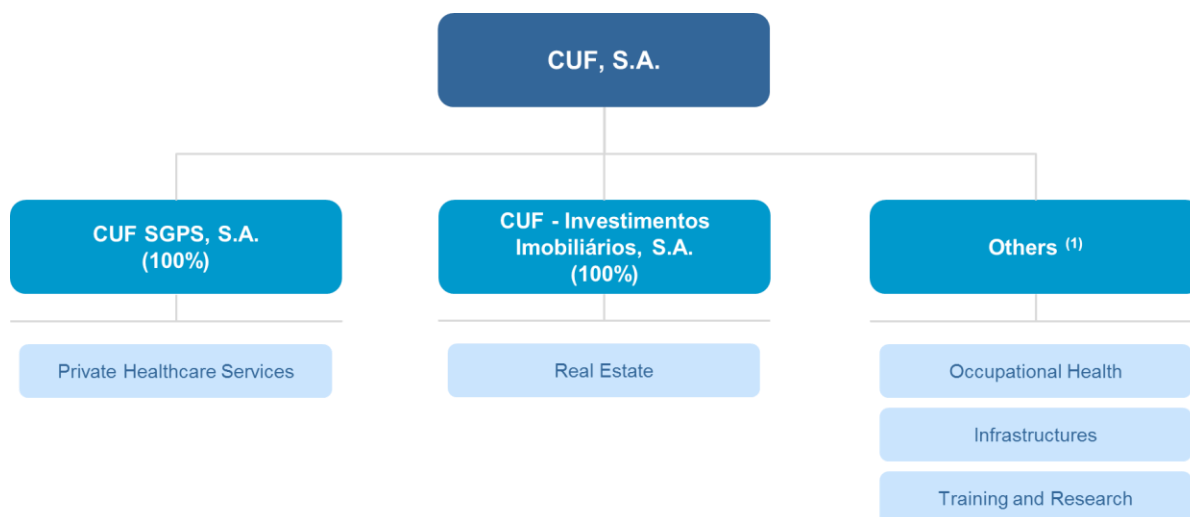 CUF, S.A.
CUF SGPS, S.A.
(100%)
CUF - Investimentos
Imobiliários, S.A.
(100%)
Others (1)
Private Healthcare Services
Real Estate
Occupational Health
Infrastructures
Training and Research